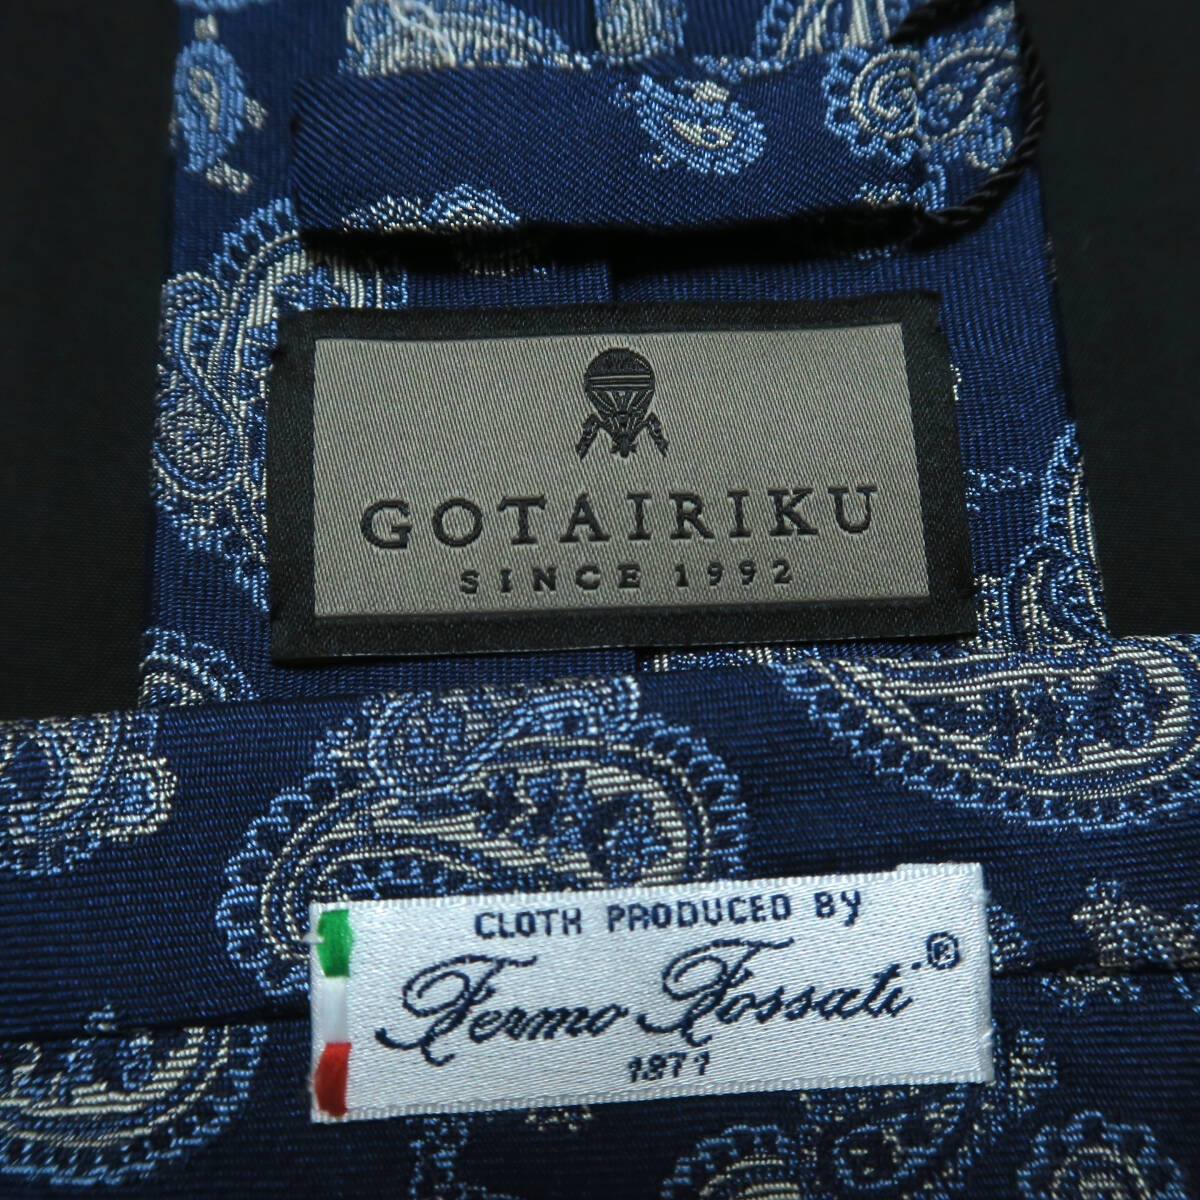 GOTAIRIKU
SINCE 1992
CLOTH PRODUCED BY
Fermo Fossati®
1871